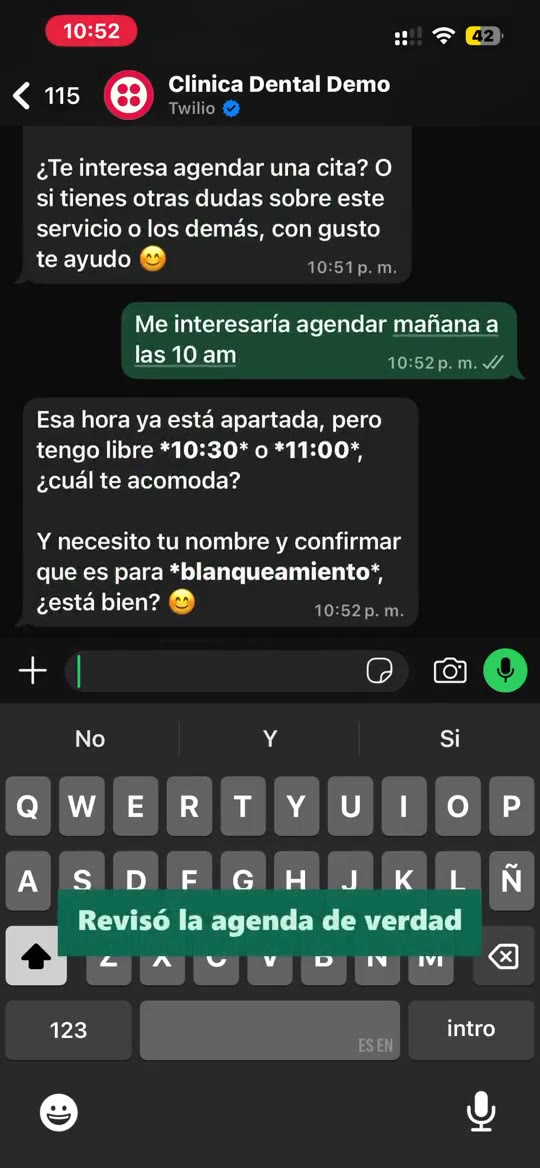 10:52
42
115
Clinica Dental Demo
Twilio
¿Te interesa agendar una cita? O
si tienes otras dudas sobre este
servicio o los demás, con gusto
te ayudo 😊
10:51 p. m.
Me interesaría agendar mañana a
las 10 am
10:52 p. m.
Esa hora ya está apartada, pero
tengo libre *10:30* o *11:00*,
¿cuál te acomoda?
Y necesito tu nombre y confirmar
que es para *blanqueamiento*,
¿está bien? 😊
10:52 p. m.
No Y Si
Q W E R T Y U I O P
A S D F G H J K L Ñ
Revisó la agenda de verdad
Z X C V B N M
123 ES EN intro